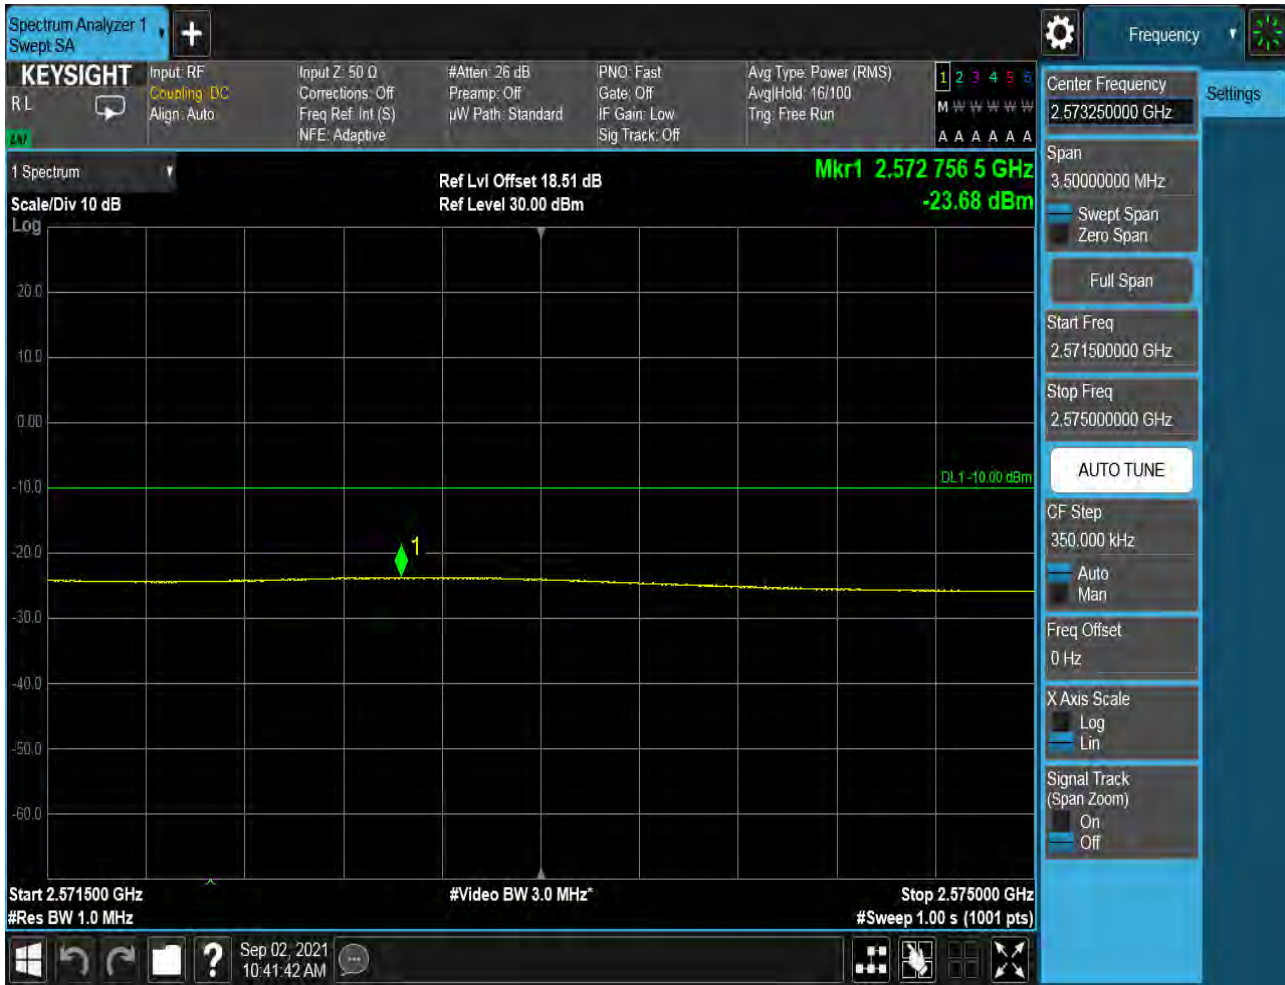 Spectrum Analyzer 1
Swept SA
Frequency
KEYSIGHT
R L
Input: RF
Coupling: DC
Align: Auto
Input Z: 50 Ω
Corrections: Off
Freq Ref: Int (S)
NFE: Adaptive
#Atten: 26 dB
Preamp: Off
µW Path: Standard
PNO: Fast
Gate: Off
IF Gain: Low
Sig Track: Off
Avg Type: Power (RMS)
Avg|Hold: 16/100
Trig: Free Run
1 2 3 4 5 6
M W W W W W
A A A A A A
1 Spectrum
Scale/Div 10 dB
Log
Ref Lvl Offset 18.51 dB
Ref Level 30.00 dBm
Mkr1 2.572 756 5 GHz
-23.68 dBm
20.0
10.0
0.00
-10.0
-20.0
-30.0
-40.0
-50.0
-60.0
DL1 -10.00 dBm
1
Start 2.571500 GHz
#Res BW 1.0 MHz
#Video BW 3.0 MHz*
Stop 2.575000 GHz
#Sweep 1.00 s (1001 pts)
Sep 02, 2021
10:41:42 AM
Center Frequency
2.573250000 GHz
Settings
Span
3.50000000 MHz
Swept Span
Zero Span
Full Span
Start Freq
2.571500000 GHz
Stop Freq
2.575000000 GHz
AUTO TUNE
CF Step
350.000 kHz
Auto
Man
Freq Offset
0 Hz
X Axis Scale
Log
Lin
Signal Track
(Span Zoom)
On
Off